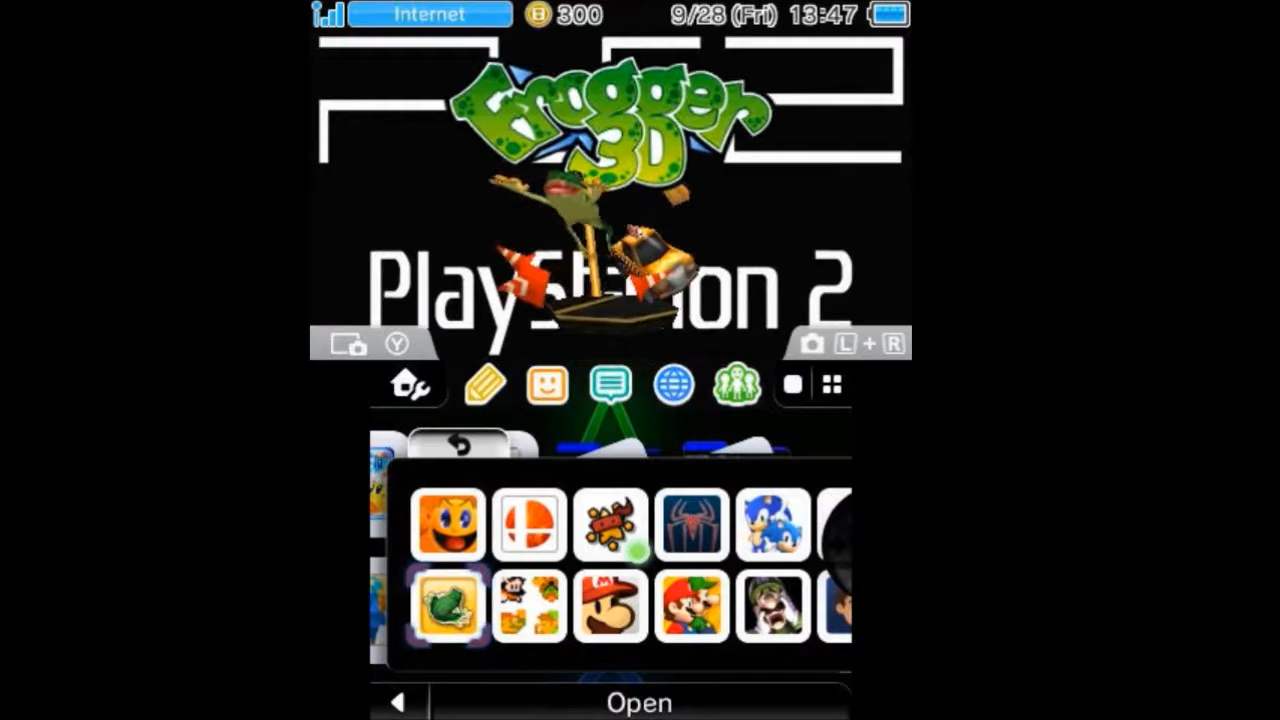 Internet 300 9/28 (Fri) 13:47
Frogger
3D
PlayStation 2
Y L + R
Open